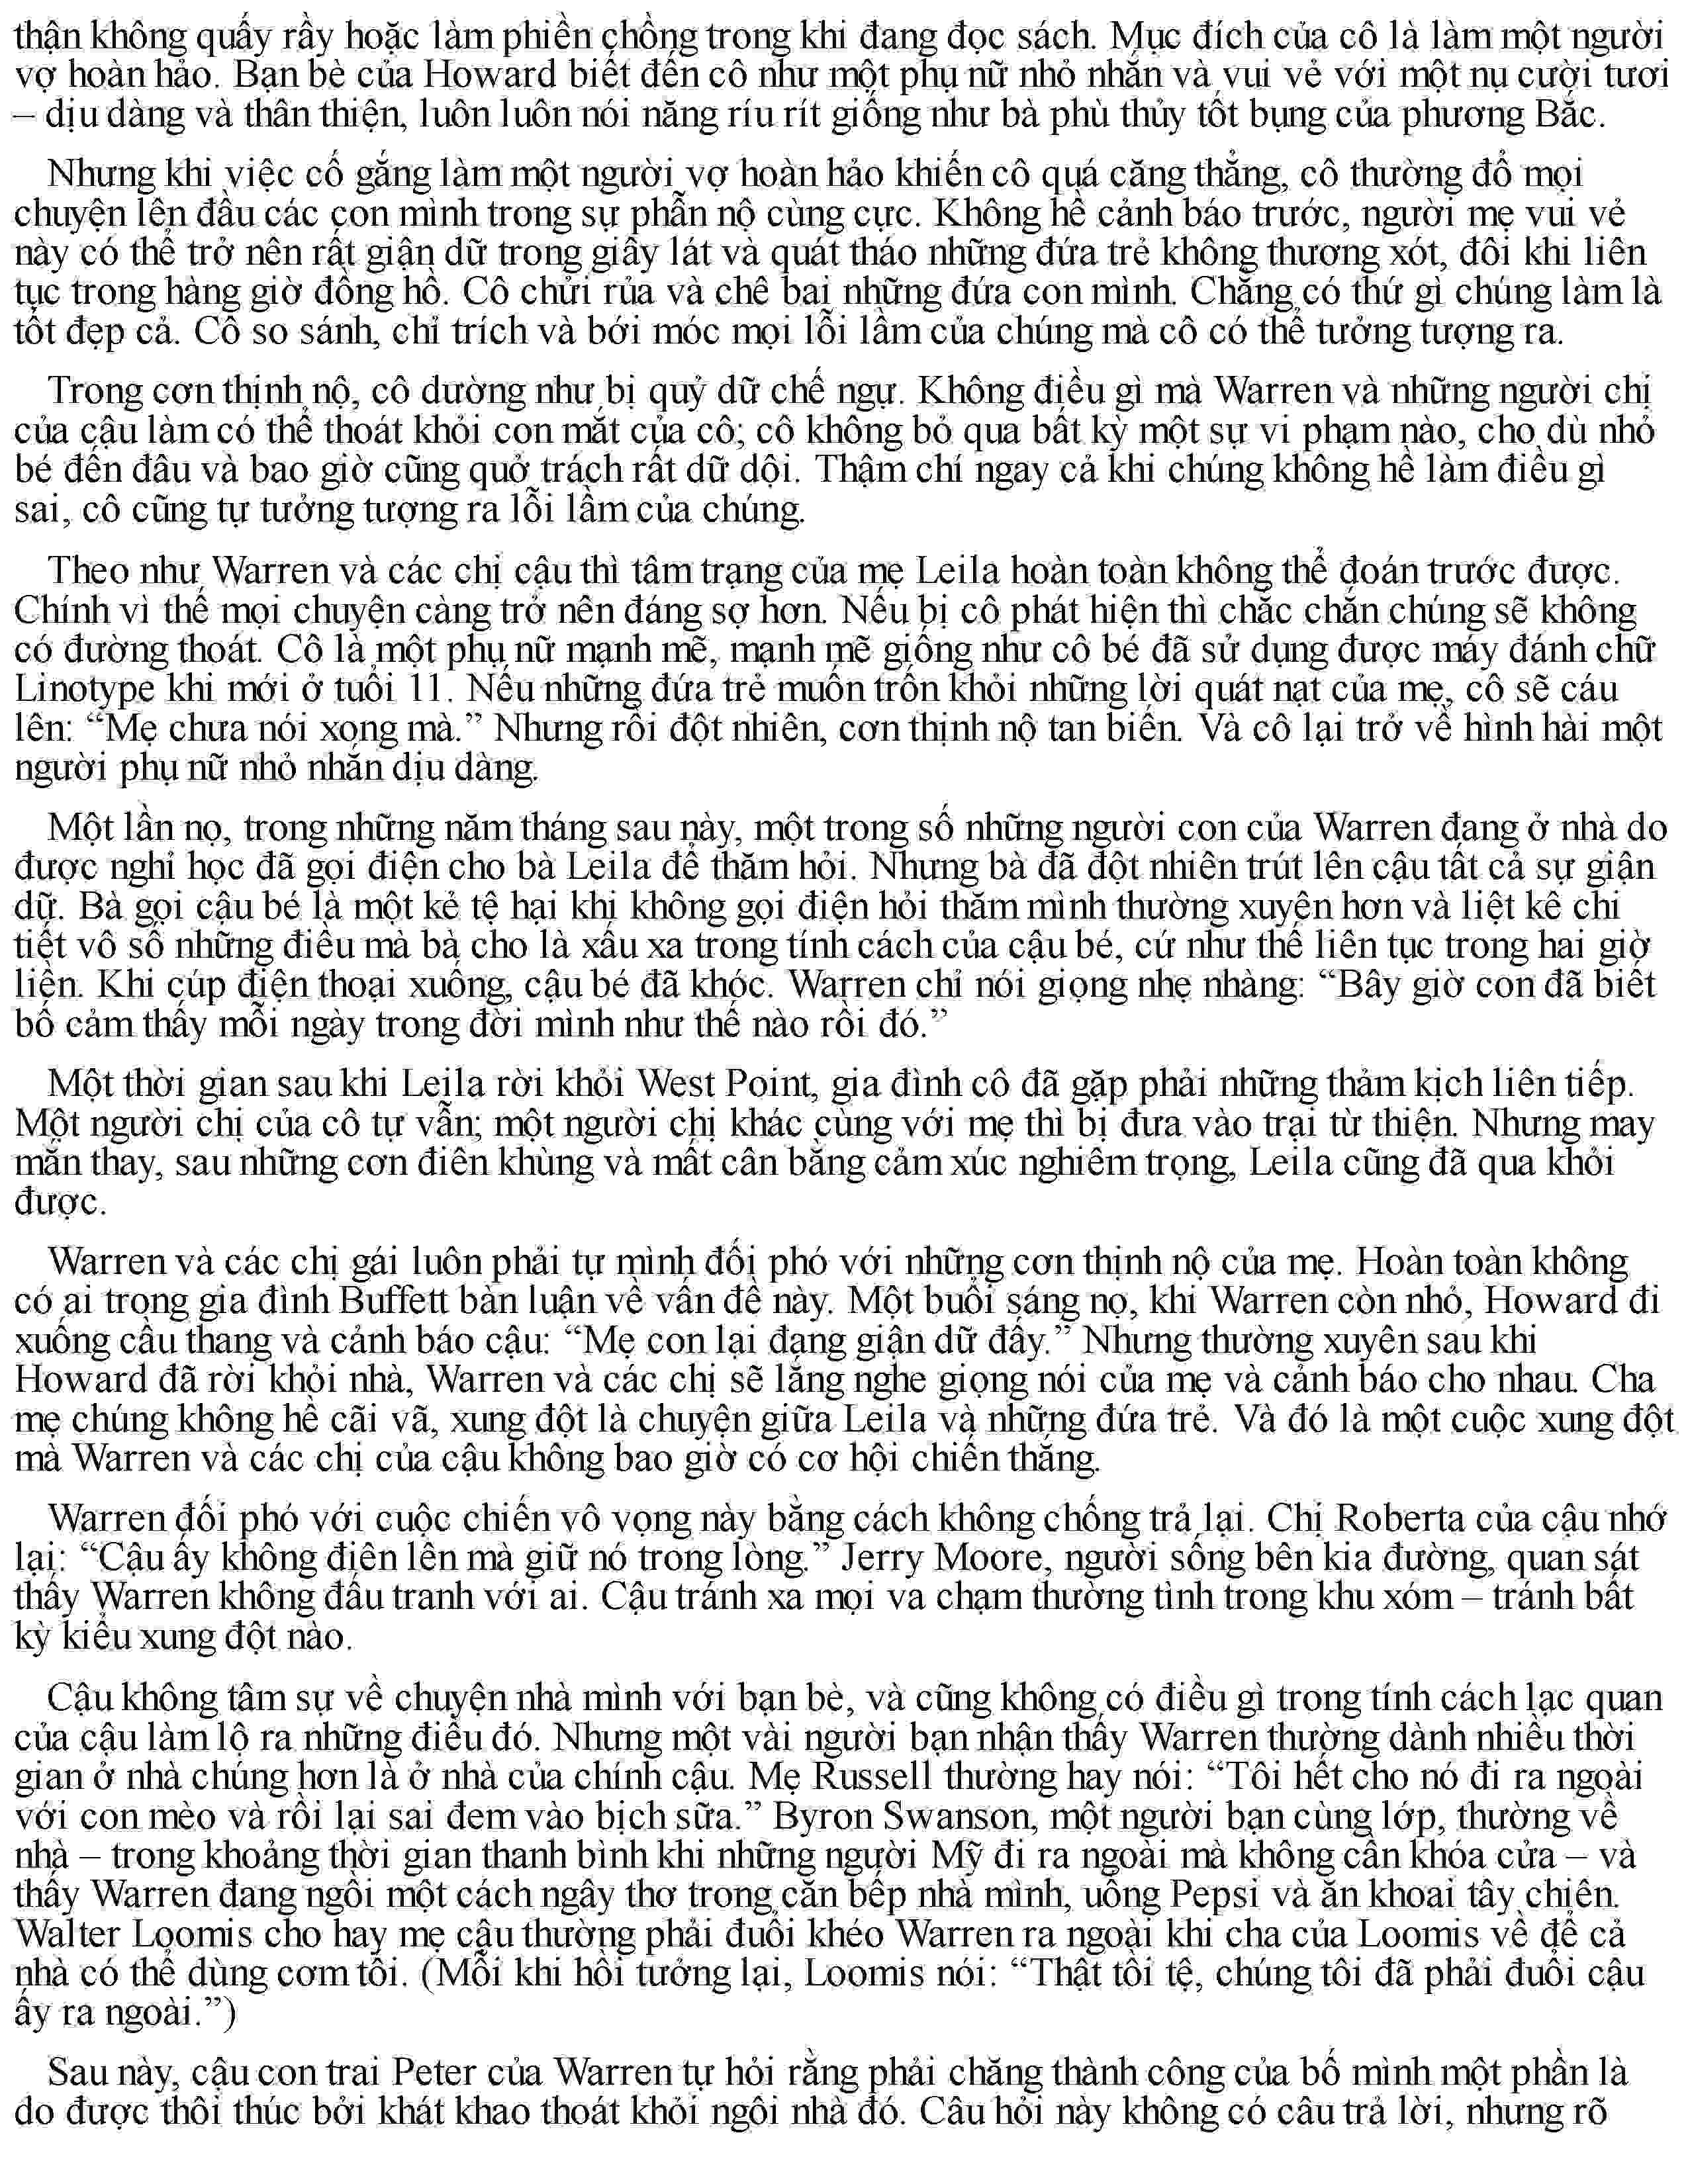 thận không quấy rầy hoặc làm phiền chồng trong khi đang đọc sách. Mục đích của cô là làm một người
vợ hoàn hảo. Bạn bè của Howard biết đến cô như một phụ nữ nhỏ nhắn và vui vẻ với một nụ cười tươi
– dịu dàng và thân thiện, luôn luôn nói năng ríu rít giống như bà phù thủy tốt bụng của phương Bắc.
Nhưng khi việc cố gắng làm một người vợ hoàn hảo khiến cô quá căng thẳng, cô thường đổ mọi
chuyện lên đầu các con mình trong sự phẫn nộ cùng cực. Không hề cảnh báo trước, người mẹ vui vẻ
này có thể trở nên rất giận dữ trong giây lát và quát tháo những đứa trẻ không thương xót, đôi khi liên
tục trong hàng giờ đồng hồ. Cô chửi rủa và chê bai những đứa con mình. Chẳng có thứ gì chúng làm là
tốt đẹp cả. Cô so sánh, chỉ trích và bới móc mọi lỗi lầm của chúng mà cô có thể tưởng tượng ra.
Trong cơn thịnh nộ, cô dường như bị quỷ dữ chế ngự. Không điều gì mà Warren và những người chị
của cậu làm có thể thoát khỏi con mắt của cô; cô không bỏ qua bất kỳ một sự vi phạm nào, cho dù nhỏ
bé đến đâu và bao giờ cũng quở trách rất dữ dội. Thậm chí ngay cả khi chúng không hề làm điều gì
sai, cô cũng tự tưởng tượng ra lỗi lầm của chúng.
Theo như Warren và các chị cậu thì tâm trạng của mẹ Leila hoàn toàn không thể đoán trước được.
Chính vì thế mọi chuyện càng trở nên đáng sợ hơn. Nếu bị cô phát hiện thì chắc chắn chúng sẽ không
có đường thoát. Cô là một phụ nữ mạnh mẽ, mạnh mẽ giống như cô bé đã sử dụng được máy đánh chữ
Linotype khi mới ở tuổi 11. Nếu những đứa trẻ muốn trốn khỏi những lời quát nạt của mẹ, cô sẽ cáu
lên: “Mẹ chưa nói xong mà.” Nhưng rồi đột nhiên, cơn thịnh nộ tan biến. Và cô lại trở về hình hài một
người phụ nữ nhỏ nhắn dịu dàng.
Một lần nọ, trong những năm tháng sau này, một trong số những người con của Warren đang ở nhà do
được nghỉ học đã gọi điện cho bà Leila để thăm hỏi. Nhưng bà đã đột nhiên trút lên cậu tất cả sự giận
dữ. Bà gọi cậu bé là một kẻ tệ hại khi không gọi điện hỏi thăm mình thường xuyên hơn và liệt kê chi
tiết vô số những điều mà bà cho là xấu xa trong tính cách của cậu bé, cứ như thế liên tục trong hai giờ
liền. Khi cúp điện thoại xuống, cậu bé đã khóc. Warren chỉ nói giọng nhẹ nhàng: “Bây giờ con đã biết
bố cảm thấy mỗi ngày trong đời mình như thế nào rồi đó.”
Một thời gian sau khi Leila rời khỏi West Point, gia đình cô đã gặp phải những thảm kịch liên tiếp.
Một người chị của cô tự vẫn; một người chị khác cùng với mẹ thì bị đưa vào trại từ thiện. Nhưng may
mắn thay, sau những cơn điên khùng và mất cân bằng cảm xúc nghiêm trọng, Leila cũng đã qua khỏi
được.
Warren và các chị gái luôn phải tự mình đối phó với những cơn thịnh nộ của mẹ. Hoàn toàn không
có ai trong gia đình Buffett bàn luận về vấn đề này. Một buổi sáng nọ, khi Warren còn nhỏ, Howard đi
xuống cầu thang và cảnh báo cậu: “Mẹ con lại đang giận dữ đấy.” Nhưng thường xuyên sau khi
Howard đã rời khỏi nhà, Warren và các chị sẽ lắng nghe giọng nói của mẹ và cảnh báo cho nhau. Cha
mẹ chúng không hề cãi vã, xung đột là chuyện giữa Leila và những đứa trẻ. Và đó là một cuộc xung đột
mà Warren và các chị của cậu không bao giờ có cơ hội chiến thắng.
Warren đối phó với cuộc chiến vô vọng này bằng cách không chống trả lại. Chị Roberta của cậu nhớ
lại: “Cậu ấy không điên lên mà giữ nó trong lòng.” Jerry Moore, người sống bên kia đường, quan sát
thấy Warren không đấu tranh với ai. Cậu tránh xa mọi va chạm thường tình trong khu xóm – tránh bất
kỳ kiểu xung đột nào.
Cậu không tâm sự về chuyện nhà mình với bạn bè, và cũng không có điều gì trong tính cách lạc quan
của cậu làm lộ ra những điều đó. Nhưng một vài người bạn nhận thấy Warren thường dành nhiều thời
gian ở nhà chúng hơn là ở nhà của chính cậu. Mẹ Russell thường hay nói: “Tôi hết cho nó đi ra ngoài
với con mèo và rồi lại sai đem vào bịch sữa.” Byron Swanson, một người bạn cùng lớp, thường về
nhà – trong khoảng thời gian thanh bình khi những người Mỹ đi ra ngoài mà không cần khóa cửa – và
thấy Warren đang ngồi một cách ngây thơ trong căn bếp nhà mình, uống Pepsi và ăn khoai tây chiên.
Walter Loomis cho hay mẹ cậu thường phải đuổi khéo Warren ra ngoài khi cha của Loomis về để cả
nhà có thể dùng cơm tối. (Mỗi khi hồi tưởng lại, Loomis nói: “Thật tồi tệ, chúng tôi đã phải đuổi cậu
ấy ra ngoài.”)
Sau này, cậu con trai Peter của Warren tự hỏi rằng phải chăng thành công của bố mình một phần là
do được thôi thúc bởi khát khao thoát khỏi ngôi nhà đó. Câu hỏi này không có câu trả lời, nhưng rõ